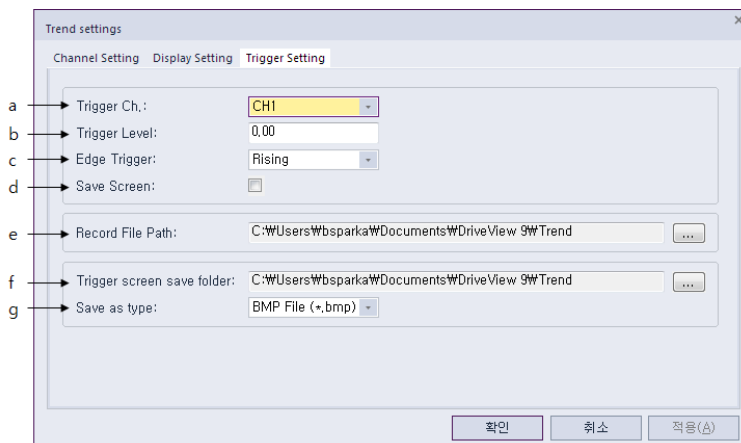 Trend settings
Channel Setting Display Setting Trigger Setting
a Trigger Ch.: CH1
b Trigger Level: 0.00
c Edge Trigger: Rising
d Save Screen:
e Record File Path: C:₩Users₩bsparka₩Documents₩DriveView 9₩Trend ...
f Trigger screen save folder: C:₩Users₩bsparka₩Documents₩DriveView 9₩Trend ...
g Save as type: BMP File (*.bmp)
확인 취소 적용(A)